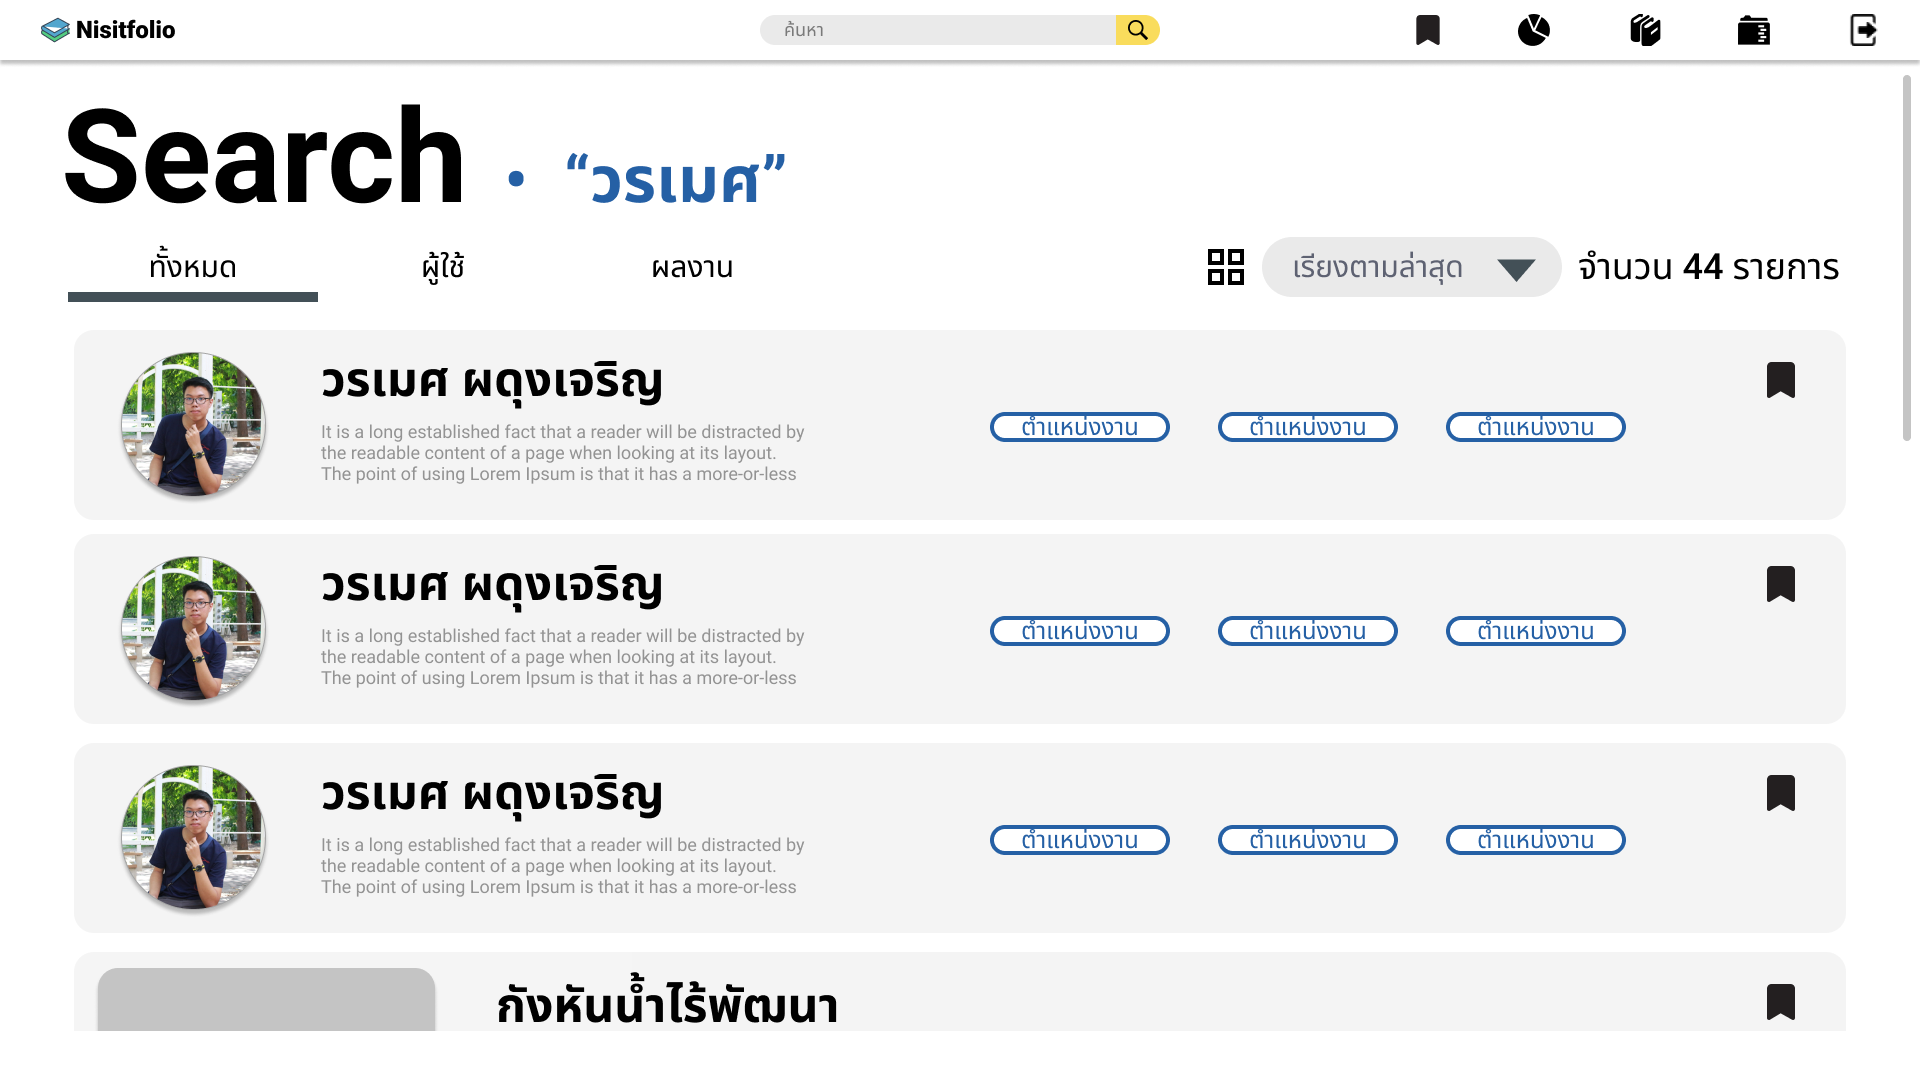 Nisitfolio
ค้นหา
Search • “วรเมศ”
ทั้งหมด
ผู้ใช้
ผลงาน
เรียงตามล่าสุด
จำนวน 44 รายการ
วรเมศ ผดุงเจริญ
It is a long established fact that a reader will be distracted by
the readable content of a page when looking at its layout.
The point of using Lorem Ipsum is that it has a more-or-less
ตำแหน่งงาน
ตำแหน่งงาน
ตำแหน่งงาน
วรเมศ ผดุงเจริญ
It is a long established fact that a reader will be distracted by
the readable content of a page when looking at its layout.
The point of using Lorem Ipsum is that it has a more-or-less
ตำแหน่งงาน
ตำแหน่งงาน
ตำแหน่งงาน
วรเมศ ผดุงเจริญ
It is a long established fact that a reader will be distracted by
the readable content of a page when looking at its layout.
The point of using Lorem Ipsum is that it has a more-or-less
ตำแหน่งงาน
ตำแหน่งงาน
ตำแหน่งงาน
กังหันน้ำไร้พัฒนา